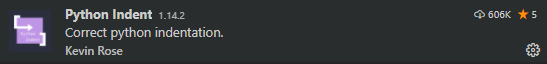 Python Indent 1.14.2 606K 5
Correct python indentation.
Kevin Rose